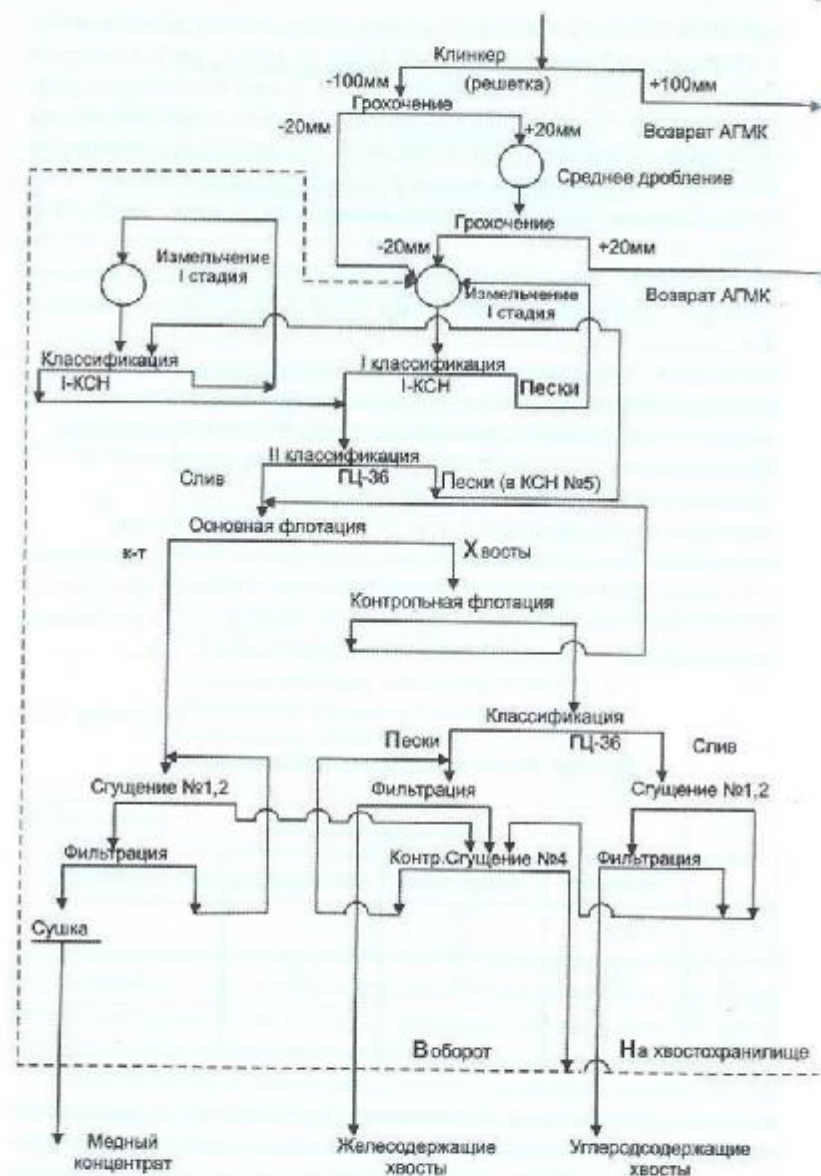 Клинкер
-100мм (решетка) +100мм
Грохочение
-20мм +20мм Возврат АГМК
Среднее дробление
Грохочение
-20мм +20мм
Измельчение
I стадия
Измельчение
I стадия
Возврат АГМК
Классификация
I-КСН
I классификация
I-КСН Пески
II классификация
Слив ГЦ-36 Пески (в КСН №5)
Основная флотация
к-т Хвосты
Контрольная флотация
Классификация
Пески ГЦ-36 Слив
Сгущение №1,2 Фильтрация Сгущение №1,2
Фильтрация Контр.Сгущение №4 Фильтрация
Сушка
В оборот На хвостохранилище
Медный
концентрат
Железосодержащие
хвосты
Углеродсодержащие
хвосты